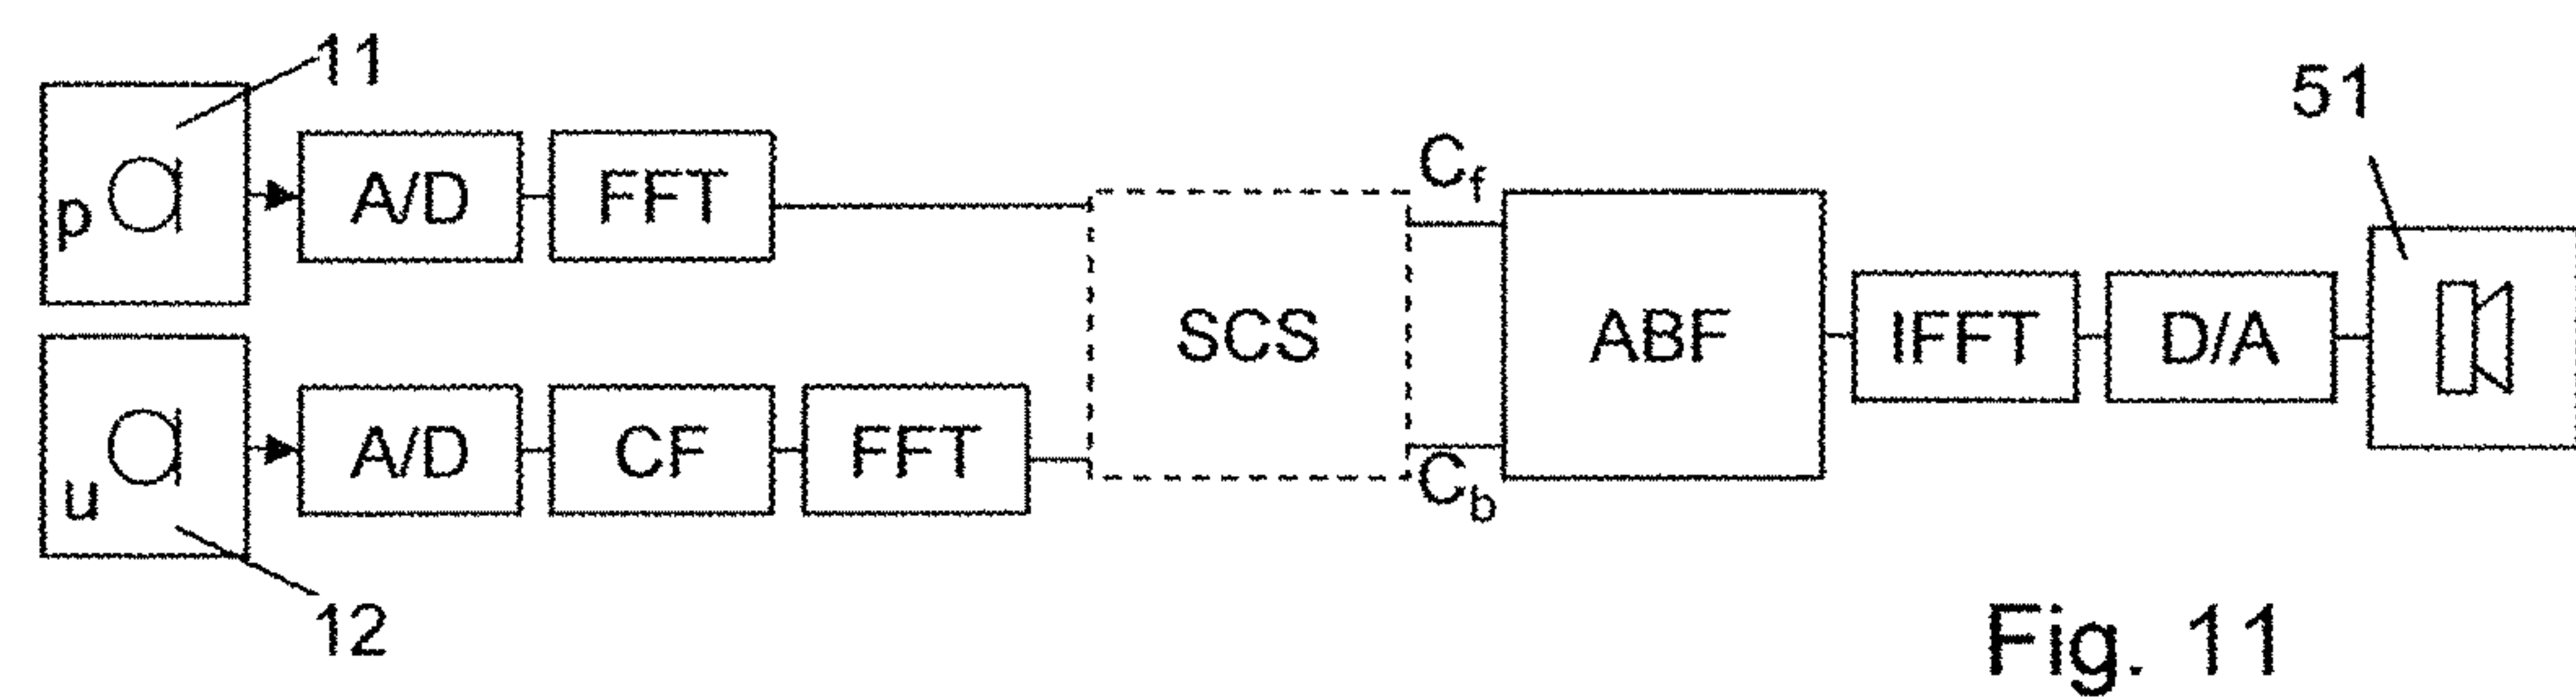 11
p
A/D
FFT
12
u
A/D
CF
FFT
SCS
Cf
Cb
ABF
IFFT
D/A
51
Fig. 11